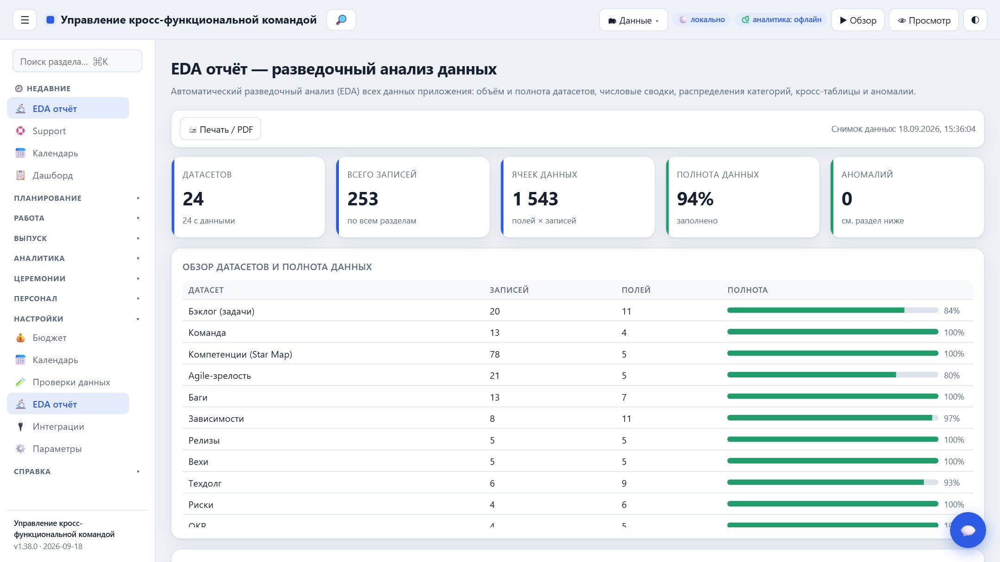 Управление кросс-функциональной командой
Данные
локально
аналитика: офлайн
Обзор
Просмотр
Поиск раздела... ⌘K
НЕДАВНИЕ
EDA отчёт
Support
Календарь
Дашборд
ПЛАНИРОВАНИЕ
РАБОТА
ВЫПУСК
АНАЛИТИКА
ЦЕРЕМОНИИ
ПЕРСОНАЛ
НАСТРОЙКИ
Бюджет
Календарь
Проверки данных
EDA отчёт
Интеграции
Параметры
СПРАВКА
Управление кросс-
функциональной командой
v1.38.0 · 2026-09-18
EDA отчёт — разведочный анализ данных
Автоматический разведочный анализ (EDA) всех данных приложения: объём и полнота датасетов, числовые сводки, распределения категорий, кросс-таблицы и аномалии.
Печать / PDF
Снимок данных: 18.09.2026, 15:36:04
ДАТАСЕТОВ
24
24 с данными
ВСЕГО ЗАПИСЕЙ
253
по всем разделам
ЯЧЕЕК ДАННЫХ
1 543
полей × записей
ПОЛНОТА ДАННЫХ
94%
заполнено
АНОМАЛИЙ
0
см. раздел ниже
ОБЗОР ДАТАСЕТОВ И ПОЛНОТА ДАННЫХ
ДАТАСЕТ ЗАПИСЕЙ ПОЛЕЙ ПОЛНОТА
Бэклог (задачи) 20 11 84%
Команда 13 4 100%
Компетенции (Star Map) 78 5 100%
Agile-зрелость 21 5 80%
Баги 13 7 100%
Зависимости 8 11 97%
Релизы 5 5 100%
Вехи 5 5 100%
Техдолг 6 9 93%
Риски 4 6 100%
OKR 4 5